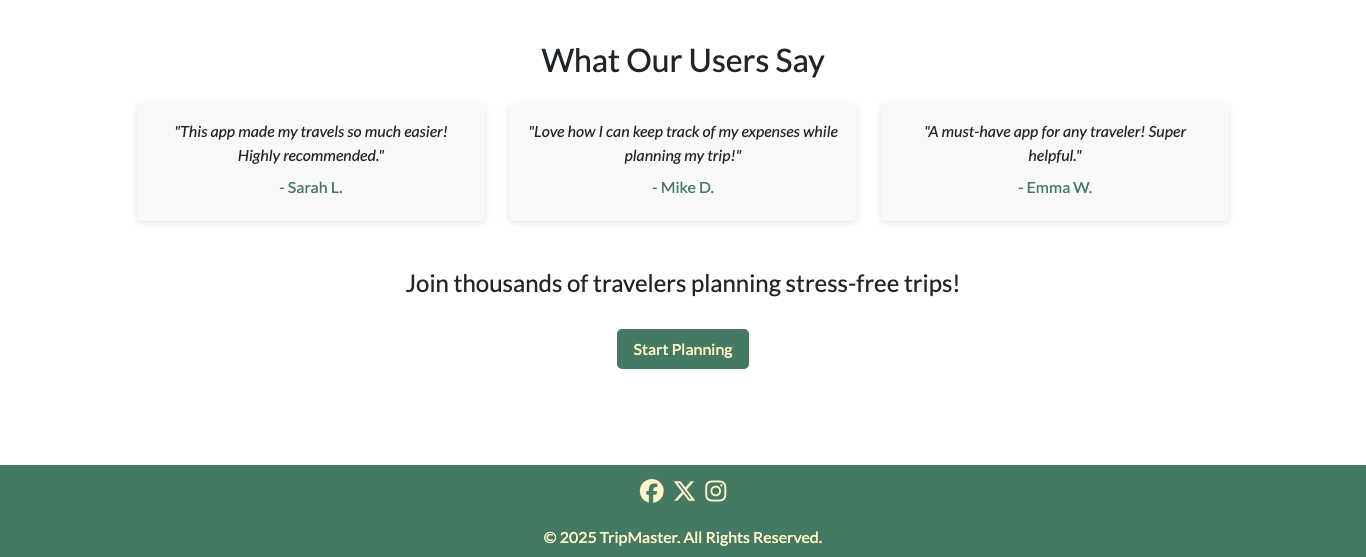 What Our Users Say
"This app made my travels so much easier!
Highly recommended."
- Sarah L.
"Love how I can keep track of my expenses while
planning my trip!"
- Mike D.
"A must-have app for any traveler! Super
helpful."
- Emma W.
Join thousands of travelers planning stress-free trips!
Start Planning
© 2025 TripMaster. All Rights Reserved.